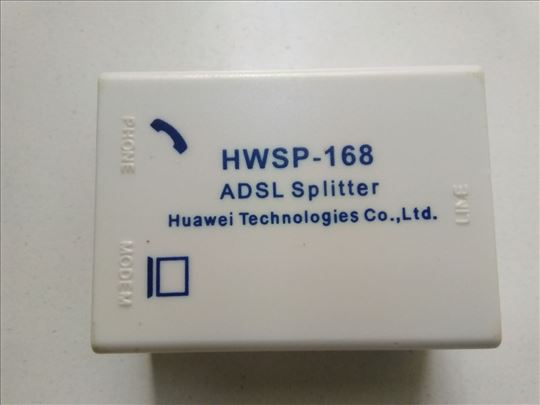 PHONE
HWSP-168
ADSL Splitter
Huawei Technologies Co.,Ltd.
LINE
MODEM